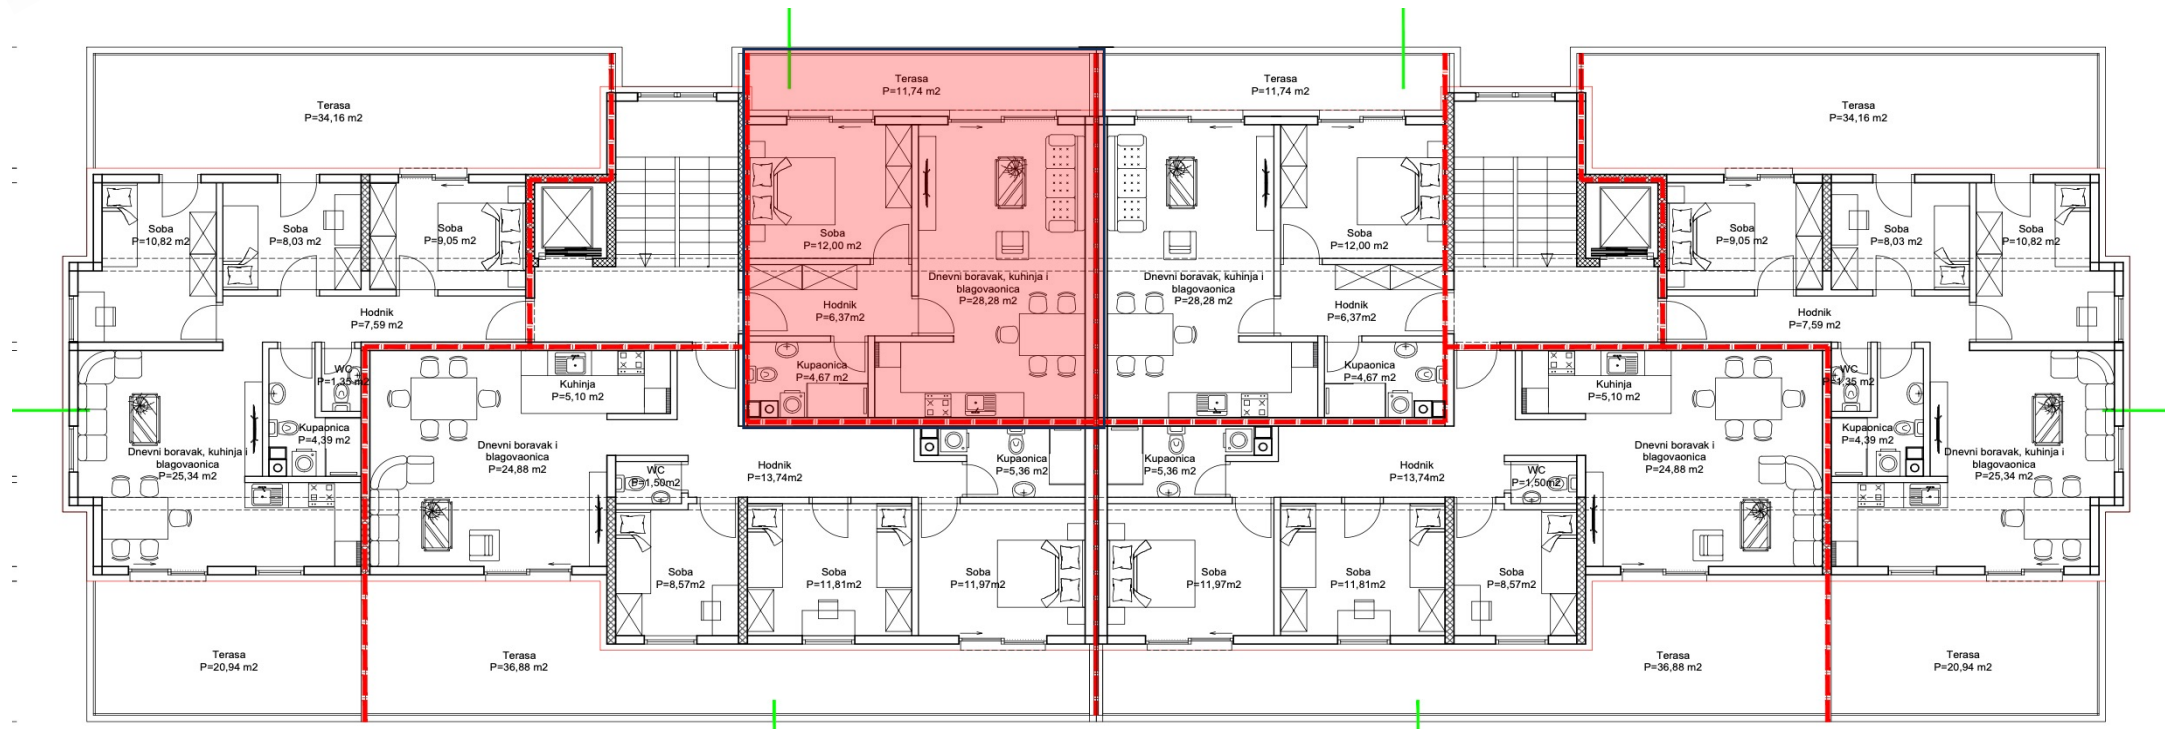 Terasa
P=34,16 m2
Terasa
P=11,74 m2
Terasa
P=11,74 m2
Terasa
P=34,16 m2
Soba
P=10,82 m2
Soba
P=8,03 m2
Soba
P=9,05 m2
Soba
P=12,00 m2
Soba
P=12,00 m2
Soba
P=9,05 m2
Soba
P=8,03 m2
Soba
P=10,82 m2
Dnevni boravak, kuhinja i
blagovaonica
P=28,28 m2
Dnevni boravak, kuhinja i
blagovaonica
P=28,28 m2
Hodnik
P=7,59 m2
Hodnik
P=6,37m2
Hodnik
P=6,37m2
Hodnik
P=7,59 m2
WC
P=1,35 m2
Kuhinja
P=5,10 m2
Kupaonica
P=4,67 m2
Kupaonica
P=4,67 m2
Kuhinja
P=5,10 m2
WC
P=1,35 m2
Kupaonica
P=4,39 m2
Kupaonica
P=4,39 m2
Dnevni boravak, kuhinja i
blagovaonica
P=25,34 m2
Dnevni boravak i
blagovaonica
P=24,88 m2
WC
P=1,50m2
Hodnik
P=13,74m2
Kupaonica
P=5,36 m2
Kupaonica
P=5,36 m2
Hodnik
P=13,74m2
WC
P=1,50m2
Dnevni boravak i
blagovaonica
P=24,88 m2
Dnevni boravak, kuhinja i
blagovaonica
P=25,34 m2
Soba
P=8,57m2
Soba
P=11,81m2
Soba
P=11,97m2
Soba
P=11,97m2
Soba
P=11,81m2
Soba
P=8,57m2
Terasa
P=20,94 m2
Terasa
P=36,88 m2
Terasa
P=36,88 m2
Terasa
P=20,94 m2